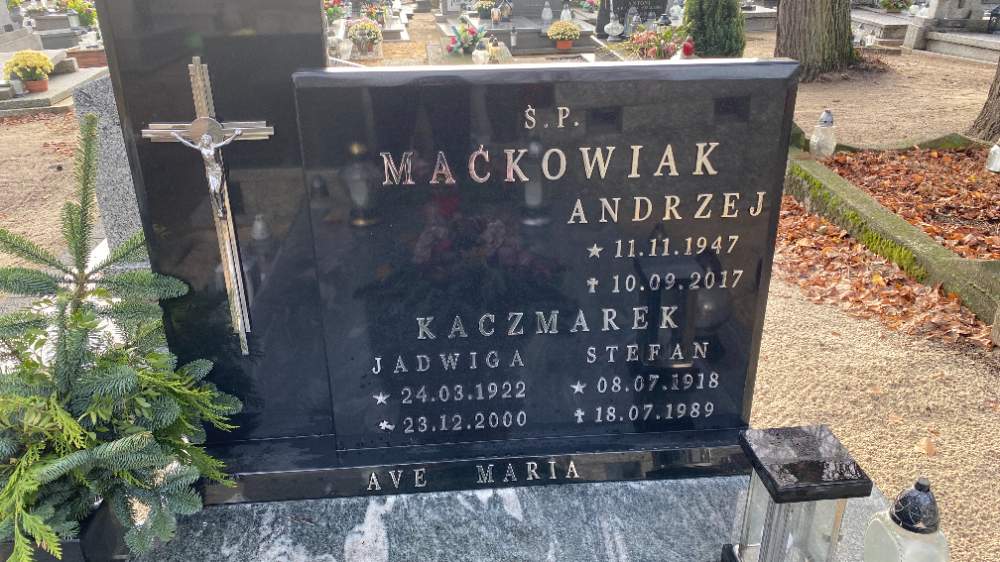 Ś.P.
MAĆKOWIAK
ANDRZEJ
★ 11.11.1947
✝ 10.09.2017
KACZMAREK
JADWIGA STEFAN
★ 24.03.1922 ★ 08.07.1918
✝ 23.12.2000 ✝ 18.07.1989
AVE MARIA